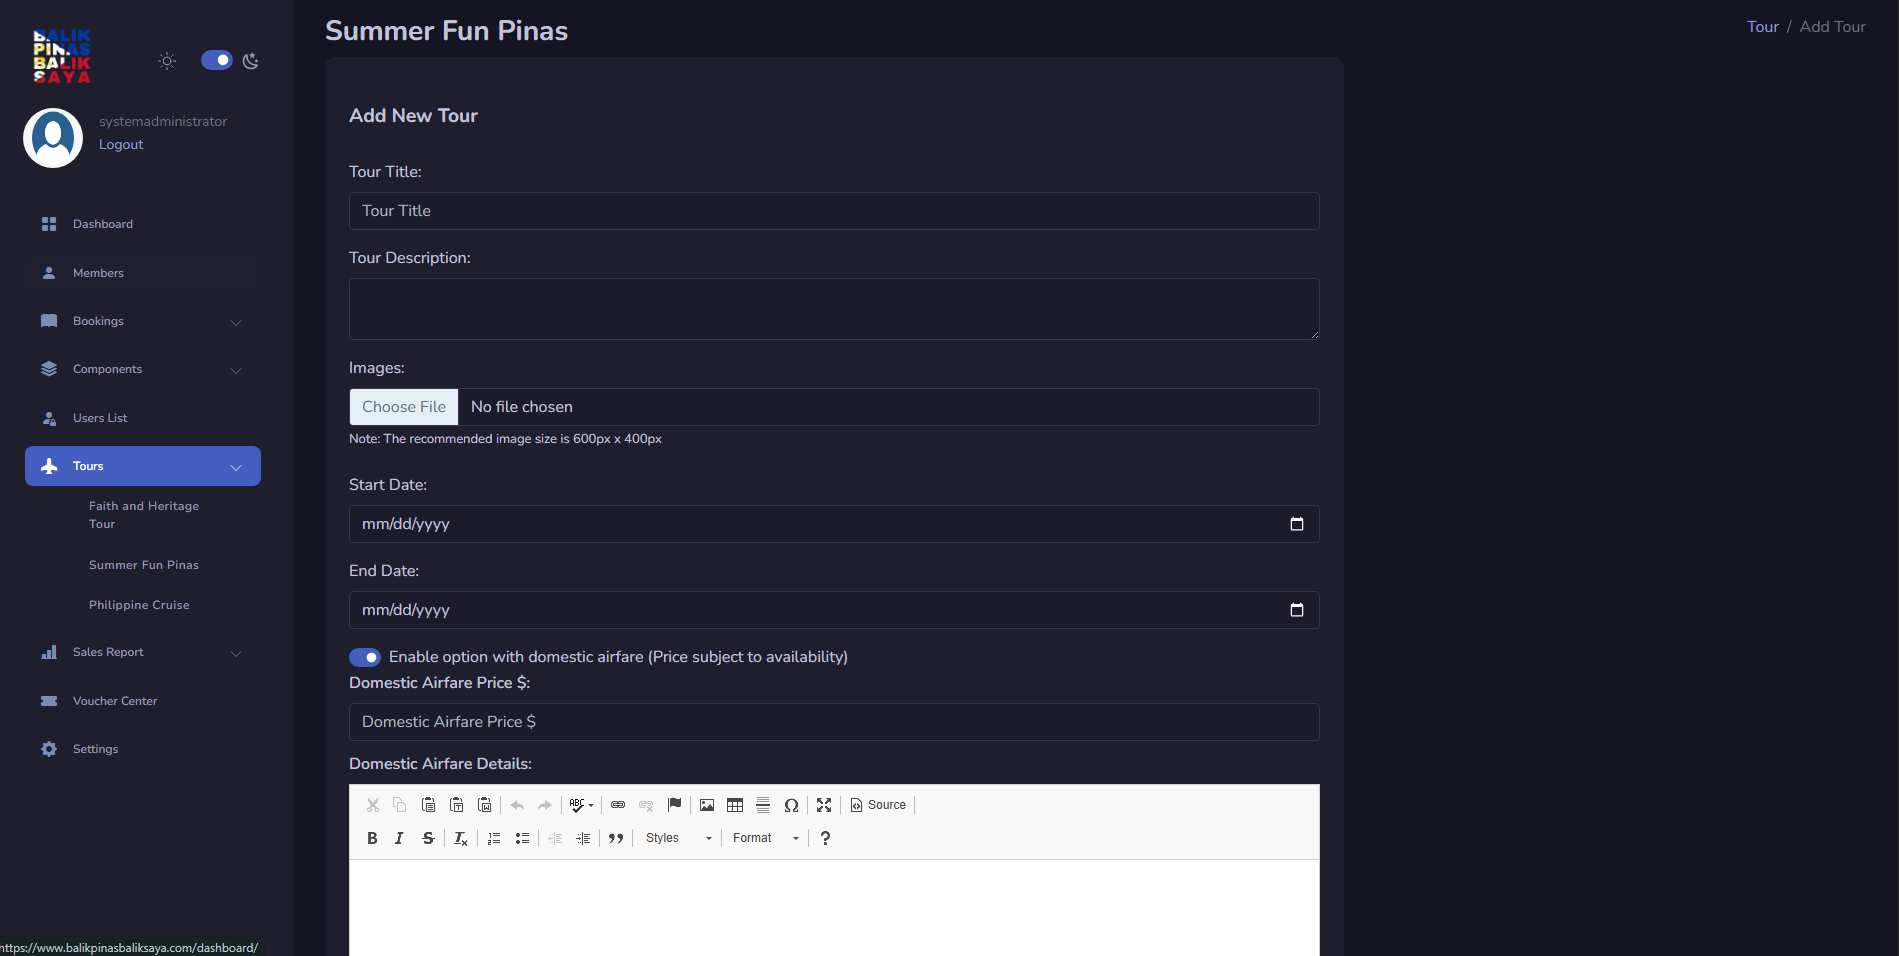 BALIK
PINAS
BALIK
SAYA
systemadministrator
Logout
Dashboard
Members
Bookings
Components
Users List
Tours
Faith and Heritage
Tour
Summer Fun Pinas
Philippine Cruise
Sales Report
Voucher Center
Settings
https://www.balikpinasbaliksaya.com/dashboard/
Summer Fun Pinas
Tour / Add Tour
Add New Tour
Tour Title:
Tour Title
Tour Description:
Images:
Choose File No file chosen
Note: The recommended image size is 600px x 400px
Start Date:
mm/dd/yyyy
End Date:
mm/dd/yyyy
Enable option with domestic airfare (Price subject to availability)
Domestic Airfare Price $:
Domestic Airfare Price $
Domestic Airfare Details:
ABC Ω Source
B I S Tx Styles Format ?